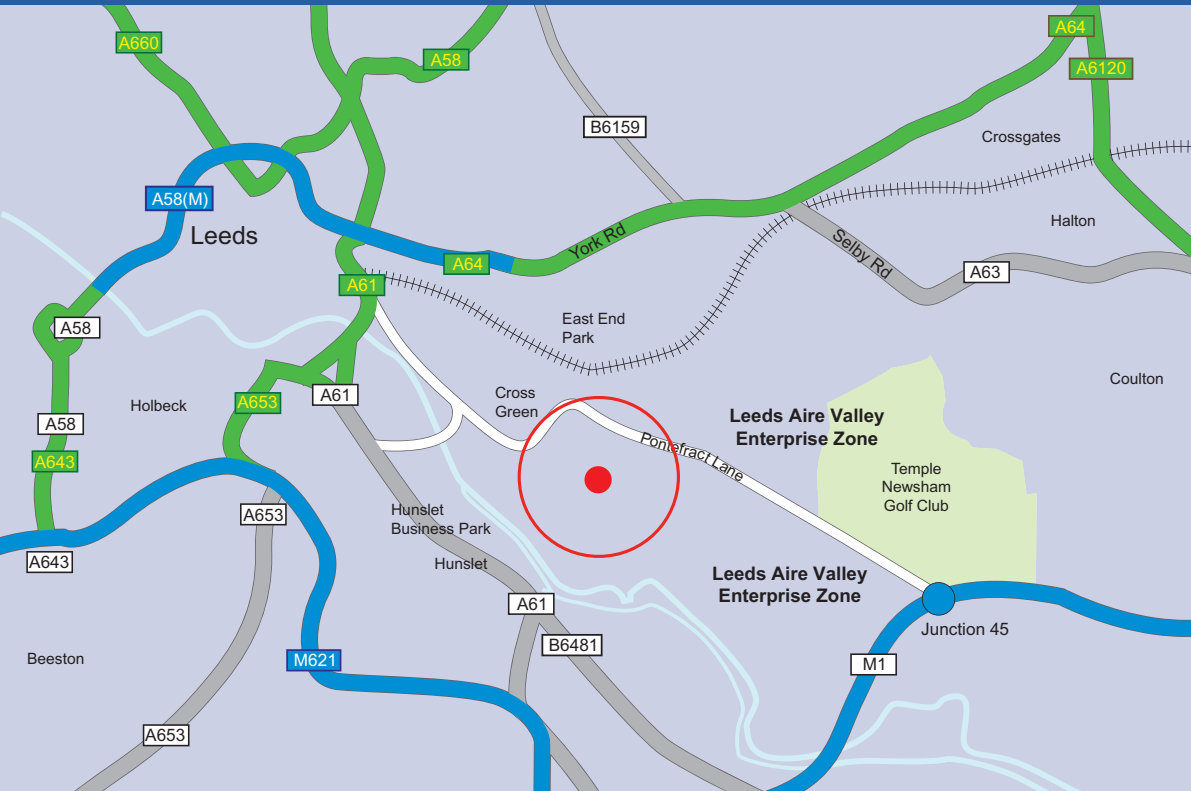 A660
A58
A64
A6120
B6159
Crossgates
A58(M)
Leeds
Halton
York Rd
Selby Rd
A64
A63
A61
A58
East End
Park
Coulton
A61
Cross
Green
A653
Holbeck
A58
Leeds Aire Valley
Enterprise Zone
Pontefract Lane
A643
Temple
Newsham
Golf Club
A653
Hunslet
Business Park
A643
Hunslet
Leeds Aire Valley
Enterprise Zone
A61
Junction 45
B6481
Beeston
M621
M1
A653